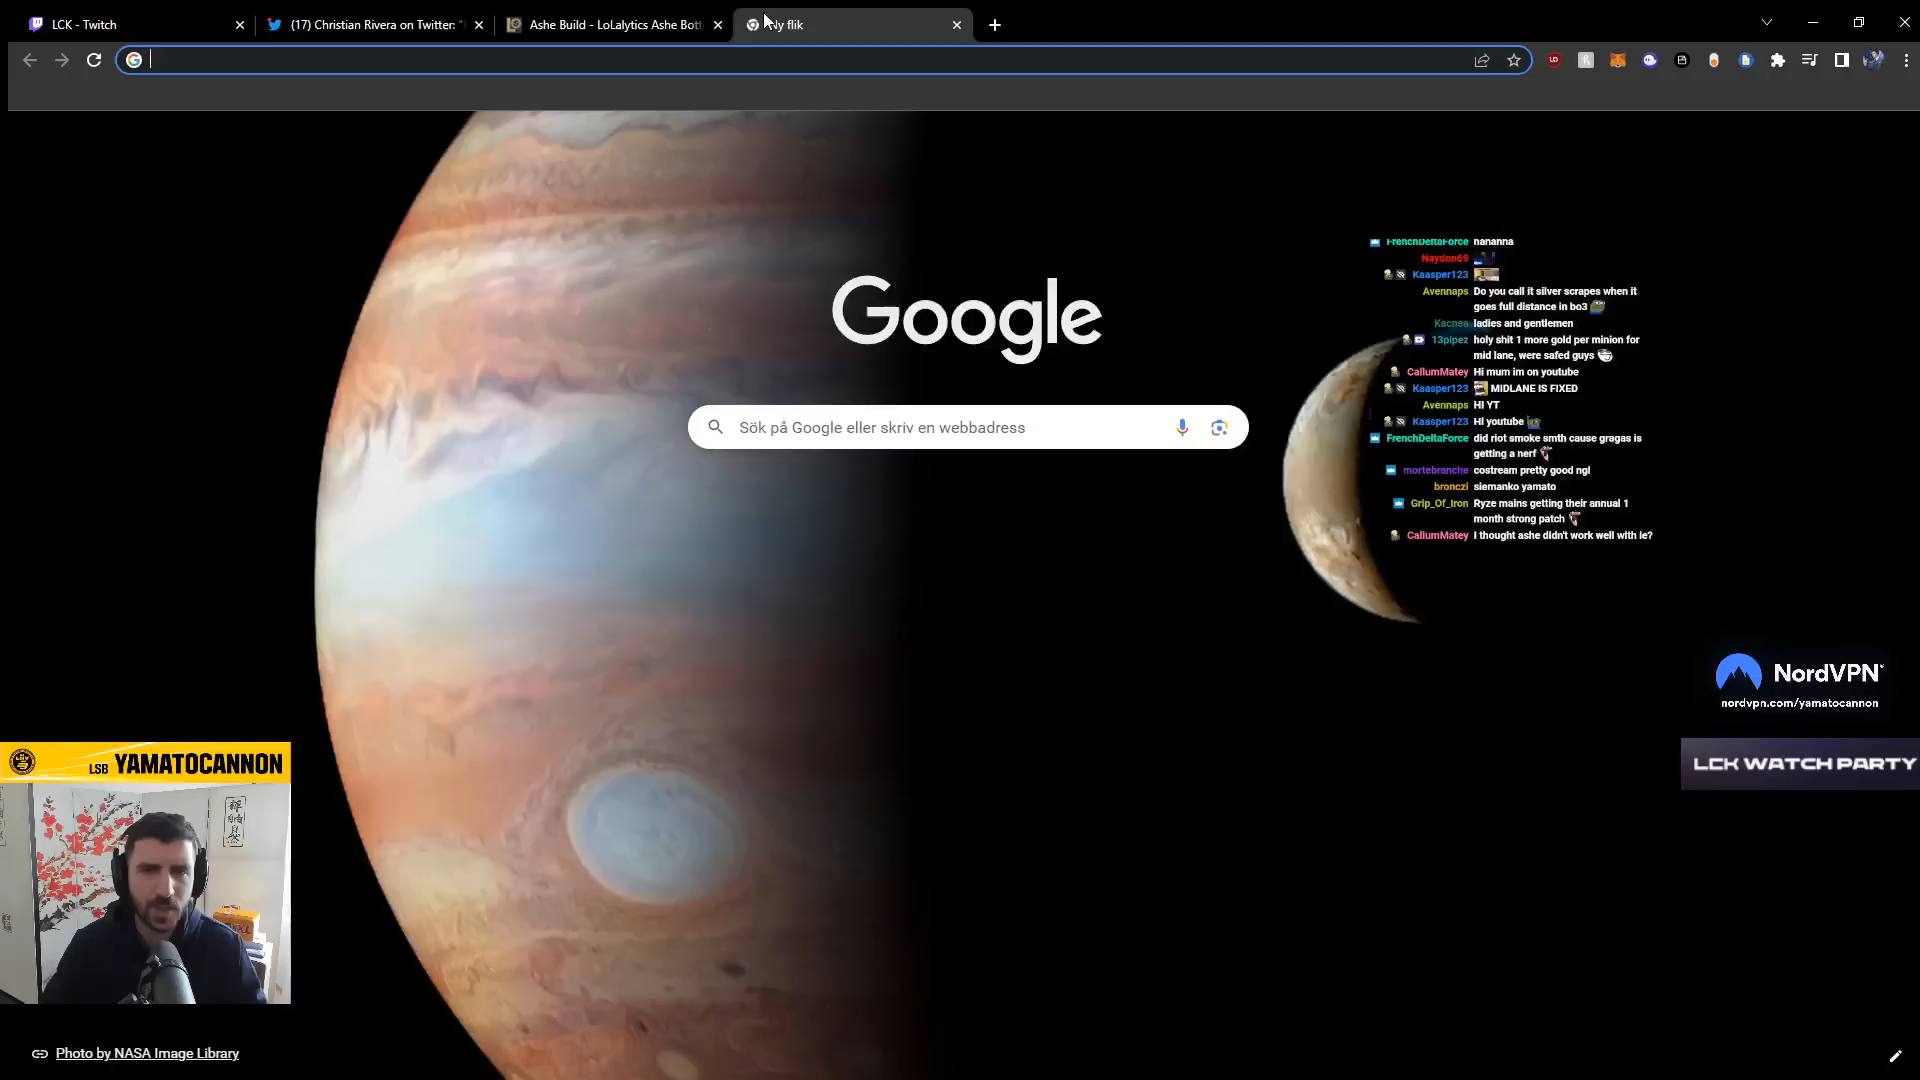 LCK - Twitch
(17) Christian Rivera on Twitter: "
Ashe Build - LoLalytics Ashe Bott
Ny flik
Google
Sök på Google eller skriv en webbadress
FrenchDeltaForce nananna
Naydon69
Kaasper123
Avennaps Do you call it silver scrapes when it
goes full distance in bo3
Kacnea ladies and gentlemen
13pipez holy shit 1 more gold per minion for
mid lane, were safed guys
CallumMatey Hi mum im on youtube
Kaasper123 MIDLANE IS FIXED
Avennaps HI YT
Kaasper123 HI youtube
FrenchDeltaForce did riot smoke smth cause gragas is
getting a nerf
mortebranche costream pretty good ngl
bronczi siemanko yamato
Grip_Of_Iron Ryze mains getting their annual 1
month strong patch
CallumMatey I thought ashe didn't work well with ie?
NordVPN
nordvpn.com/yamatocannon
LCK WATCH PARTY
LSB YAMATOCANNON
Photo by NASA Image Library